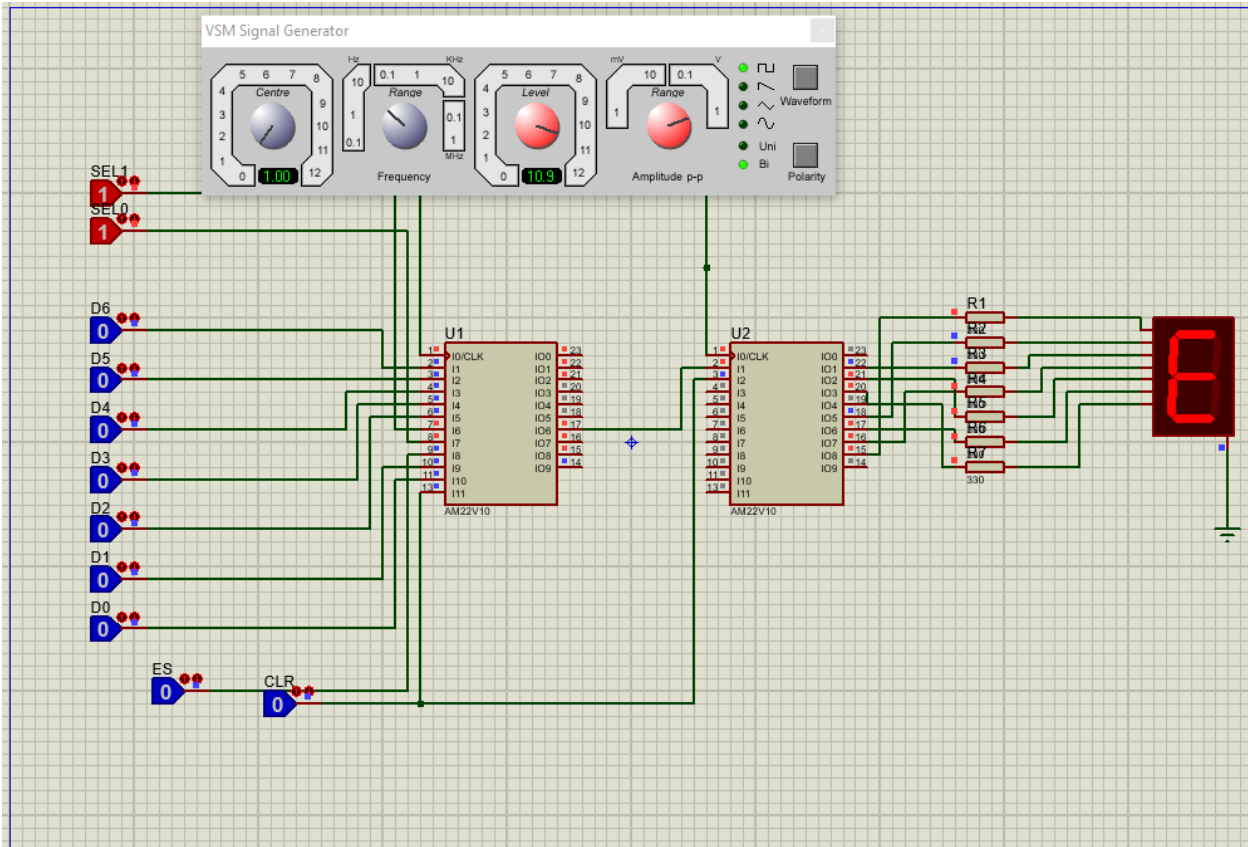 VSM Signal Generator
Centre
0 1 2 3 4 5 6 7 8 9 10 11 12
1.00
Hz KHz
0.1 1 10 0.1 1 10 0.1 1
MHz
Range
Frequency
Level
0 1 2 3 4 5 6 7 8 9 10 11 12
10.9
mV V
1 10 0.1 1
Range
Amplitude p-p
Waveform
Uni
Bi
Polarity
SEL1
1
SEL0
1
D6
0
D5
0
D4
0
D3
0
D2
0
D1
0
D0
0
ES
0
CLR
0
U1
1 I0/CLK IO0 23
2 I1 IO1 22
3 I2 IO2 21
4 I3 IO3 20
5 I4 IO4 19
6 I5 IO5 18
7 I6 IO6 17
8 I7 IO7 16
9 I8 IO8 15
10 I9 IO9 14
11 I10
13 I11
AM22V10
U2
1 I0/CLK IO0 23
2 I1 IO1 22
3 I2 IO2 21
4 I3 IO3 20
5 I4 IO4 19
6 I5 IO5 18
7 I6 IO6 17
8 I7 IO7 16
9 I8 IO8 15
10 I9 IO9 14
11 I10
13 I11
AM22V10
R1
R2
R3
R4
R5
R6
R7
330
E